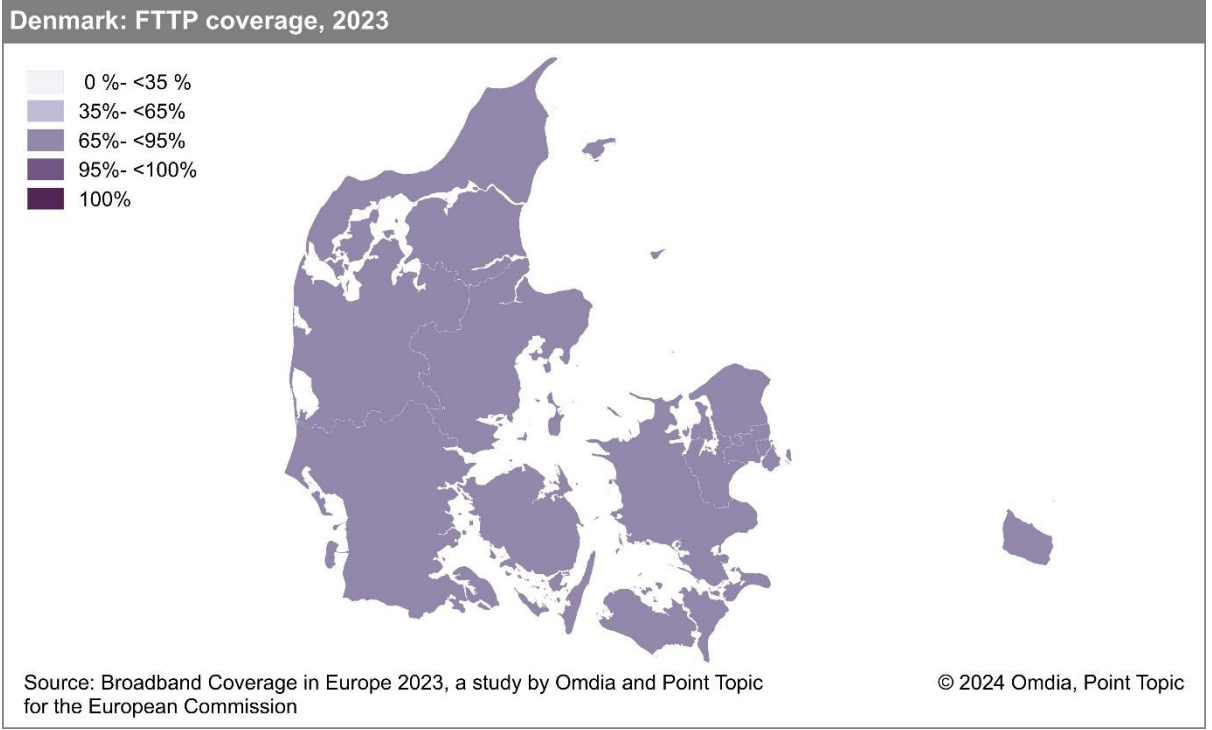 Denmark: FTTP coverage, 2023
0 %- <35 %
35%- <65%
65%- <95%
95%- <100%
100%
Source: Broadband Coverage in Europe 2023, a study by Omdia and Point Topic
for the European Commission
© 2024 Omdia, Point Topic